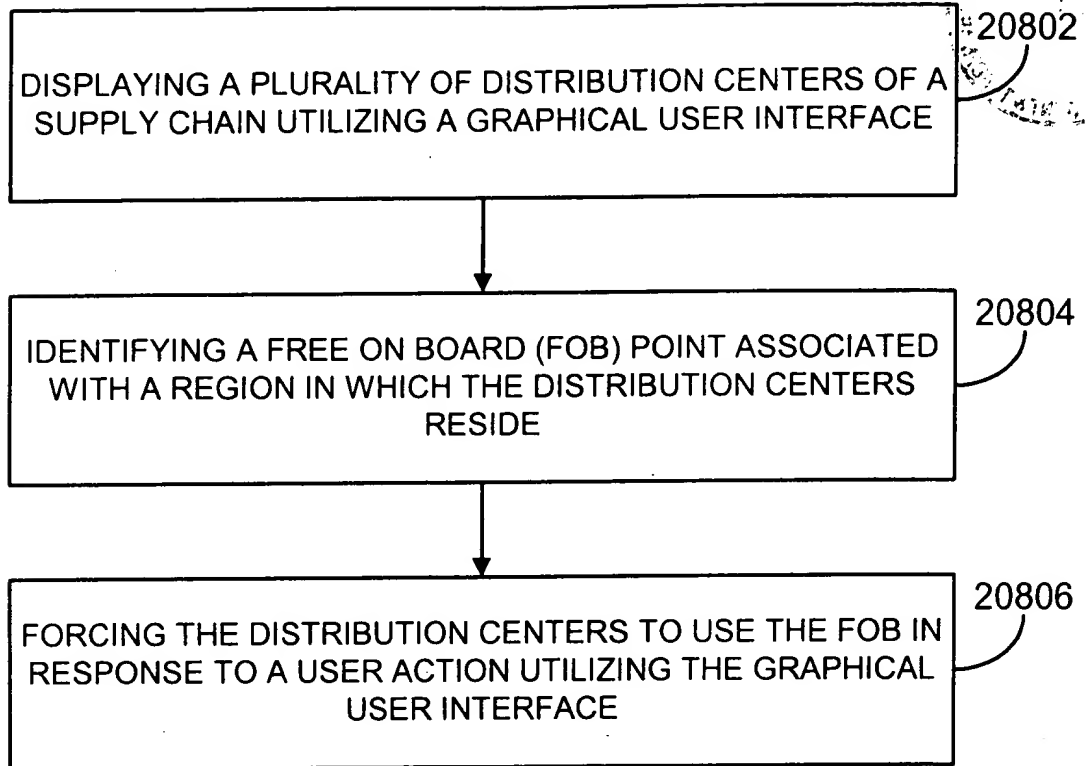 20802
DISPLAYING A PLURALITY OF DISTRIBUTION CENTERS OF A
SUPPLY CHAIN UTILIZING A GRAPHICAL USER INTERFACE
20804
IDENTIFYING A FREE ON BOARD (FOB) POINT ASSOCIATED
WITH A REGION IN WHICH THE DISTRIBUTION CENTERS
RESIDE
20806
FORCING THE DISTRIBUTION CENTERS TO USE THE FOB IN
RESPONSE TO A USER ACTION UTILIZING THE GRAPHICAL
USER INTERFACE